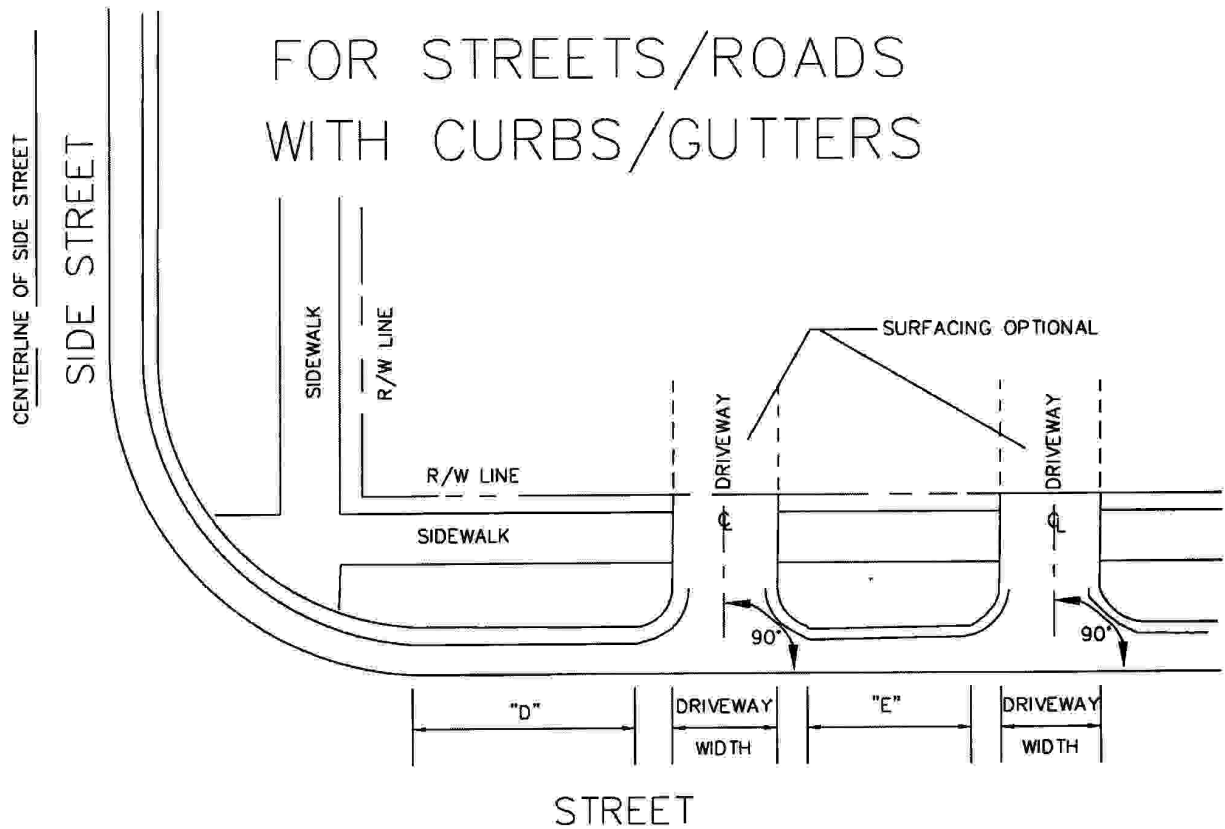 FOR STREETS/ROADS
WITH CURBS/GUTTERS
CENTERLINE OF SIDE STREET
SIDE STREET
SIDEWALK
R/W LINE
SURFACING OPTIONAL
DRIVEWAY
DRIVEWAY
R/W LINE
SIDEWALK
℄
℄
90°
90°
"D"
DRIVEWAY
WIDTH
"E"
DRIVEWAY
WIDTH
STREET